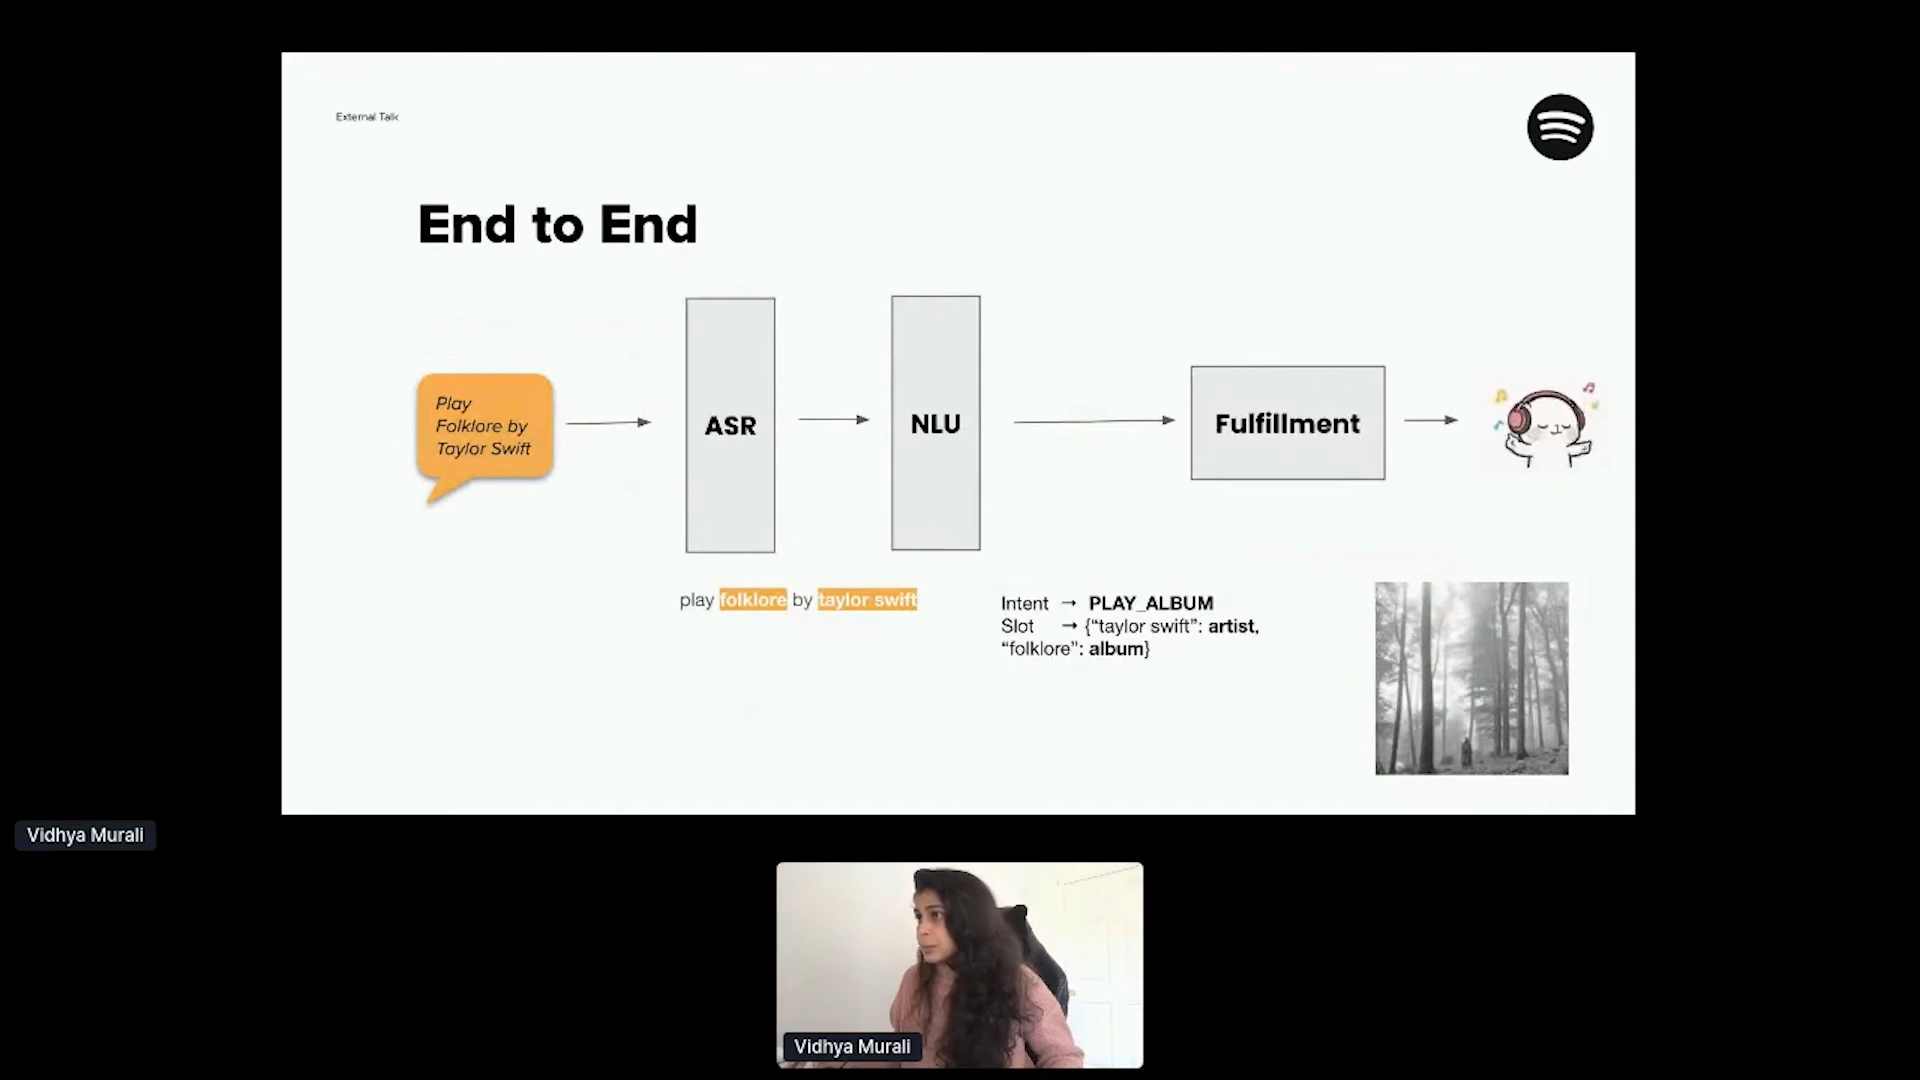 External Talk
End to End
Play
Folklore by
Taylor Swift
ASR
NLU
Fulfillment
play folklore by taylor swift
Intent → PLAY_ALBUM
Slot → {“taylor swift”: artist,
“folklore”: album}
Vidhya Murali
Vidhya Murali